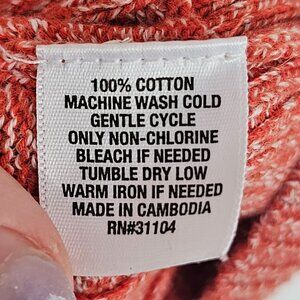 100% COTTON
MACHINE WASH COLD
GENTLE CYCLE
ONLY NON-CHLORINE
BLEACH IF NEEDED
TUMBLE DRY LOW
WARM IRON IF NEEDED
MADE IN CAMBODIA
RN#31104